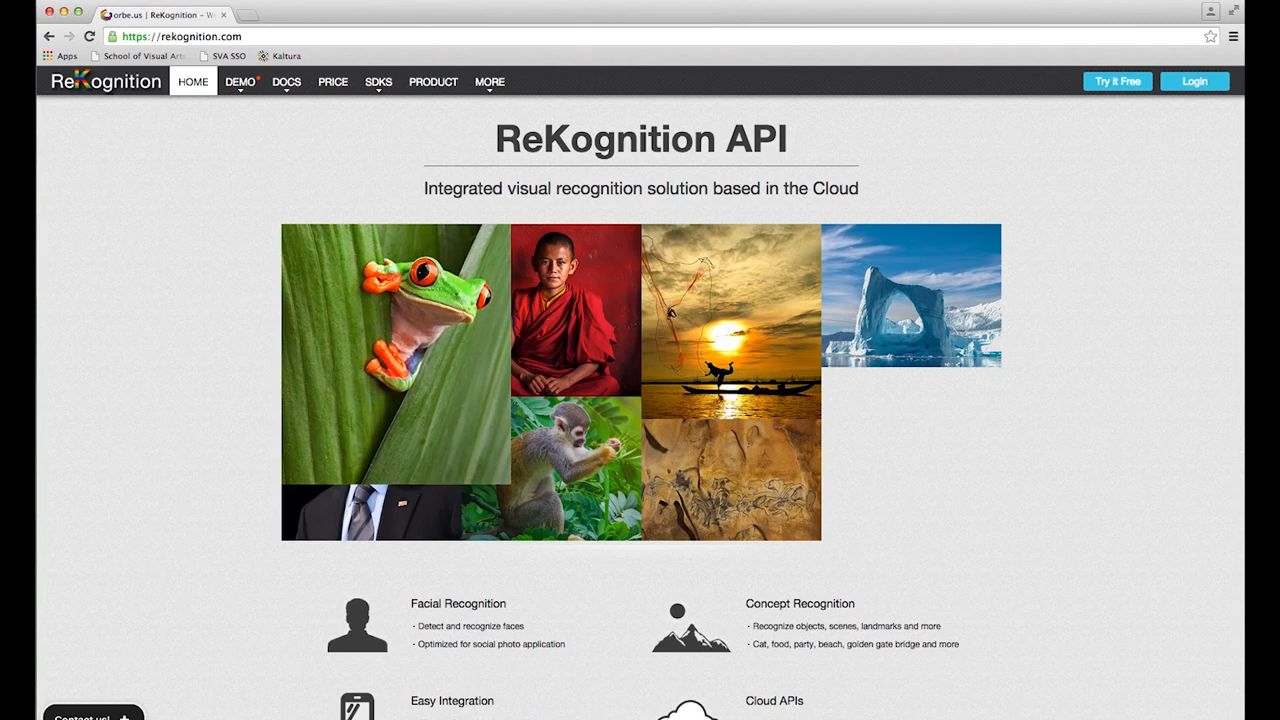 orbe.us | ReKognition – W
https://rekognition.com
Apps School of Visual Arts SVA SSO Kaltura
ReKognition HOME DEMO DOCS PRICE SDKS PRODUCT MORE Try It Free Login
ReKognition API
Integrated visual recognition solution based in the Cloud
Facial Recognition
· Detect and recognize faces
· Optimized for social photo application
Concept Recognition
· Recognize objects, scenes, landmarks and more
· Cat, food, party, beach, golden gate bridge and more
Easy Integration
Cloud APIs
Contact us! +